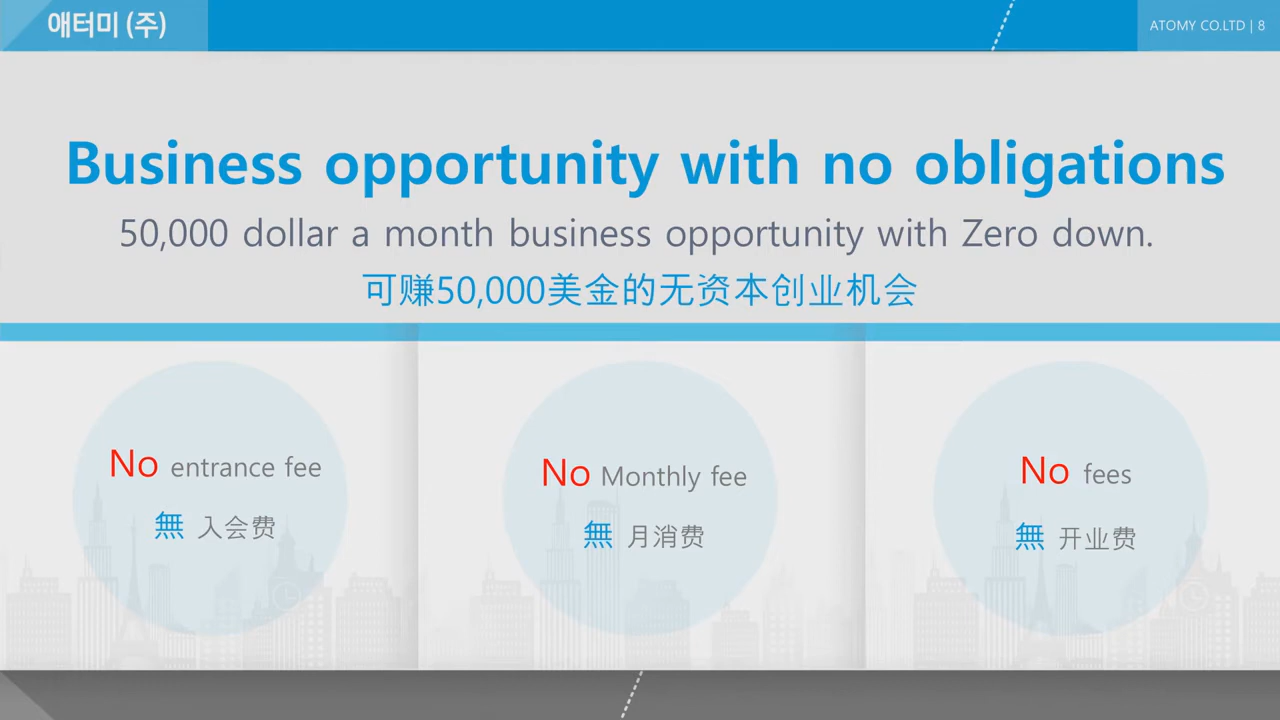 애터미 (주)
ATOMY CO.LTD | 8
Business opportunity with no obligations
50,000 dollar a month business opportunity with Zero down.
可赚50,000美金的无资本创业机会
No entrance fee
無 入会费
No Monthly fee
無 月消费
No fees
無 开业费